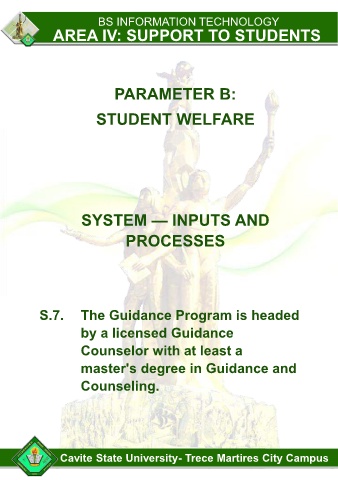 BS INFORMATION TECHNOLOGY
AREA IV: SUPPORT TO STUDENTS
PARAMETER B:
STUDENT WELFARE
SYSTEM — INPUTS AND
PROCESSES
S.7. The Guidance Program is headed
by a licensed Guidance
Counselor with at least a
master's degree in Guidance and
Counseling.
Cavite State University- Trece Martires City Campus